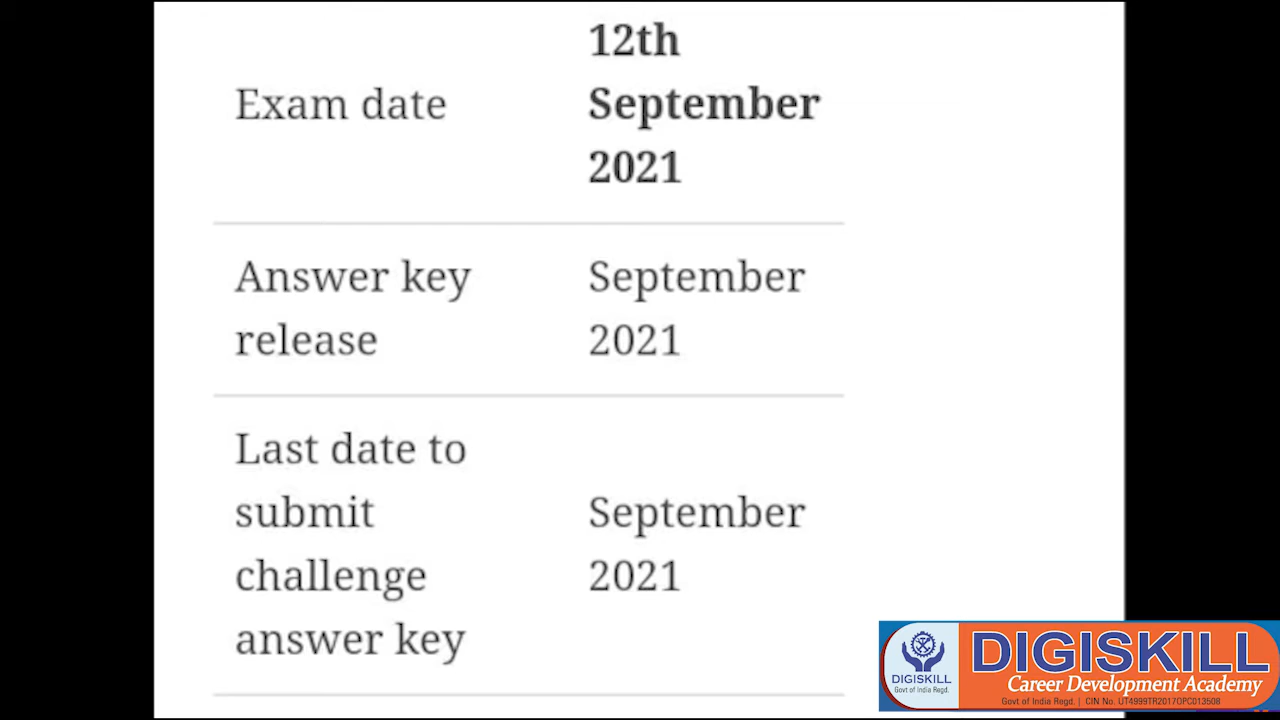 12th
Exam date September
2021
Answer key September
release 2021
Last date to
submit September
challenge 2021
answer key
DIGISKILL
Govt of India Regd.
DIGISKILL
Career Development Academy
Govt of India Regd. | CIN No. UT4999TR2017OPC013508